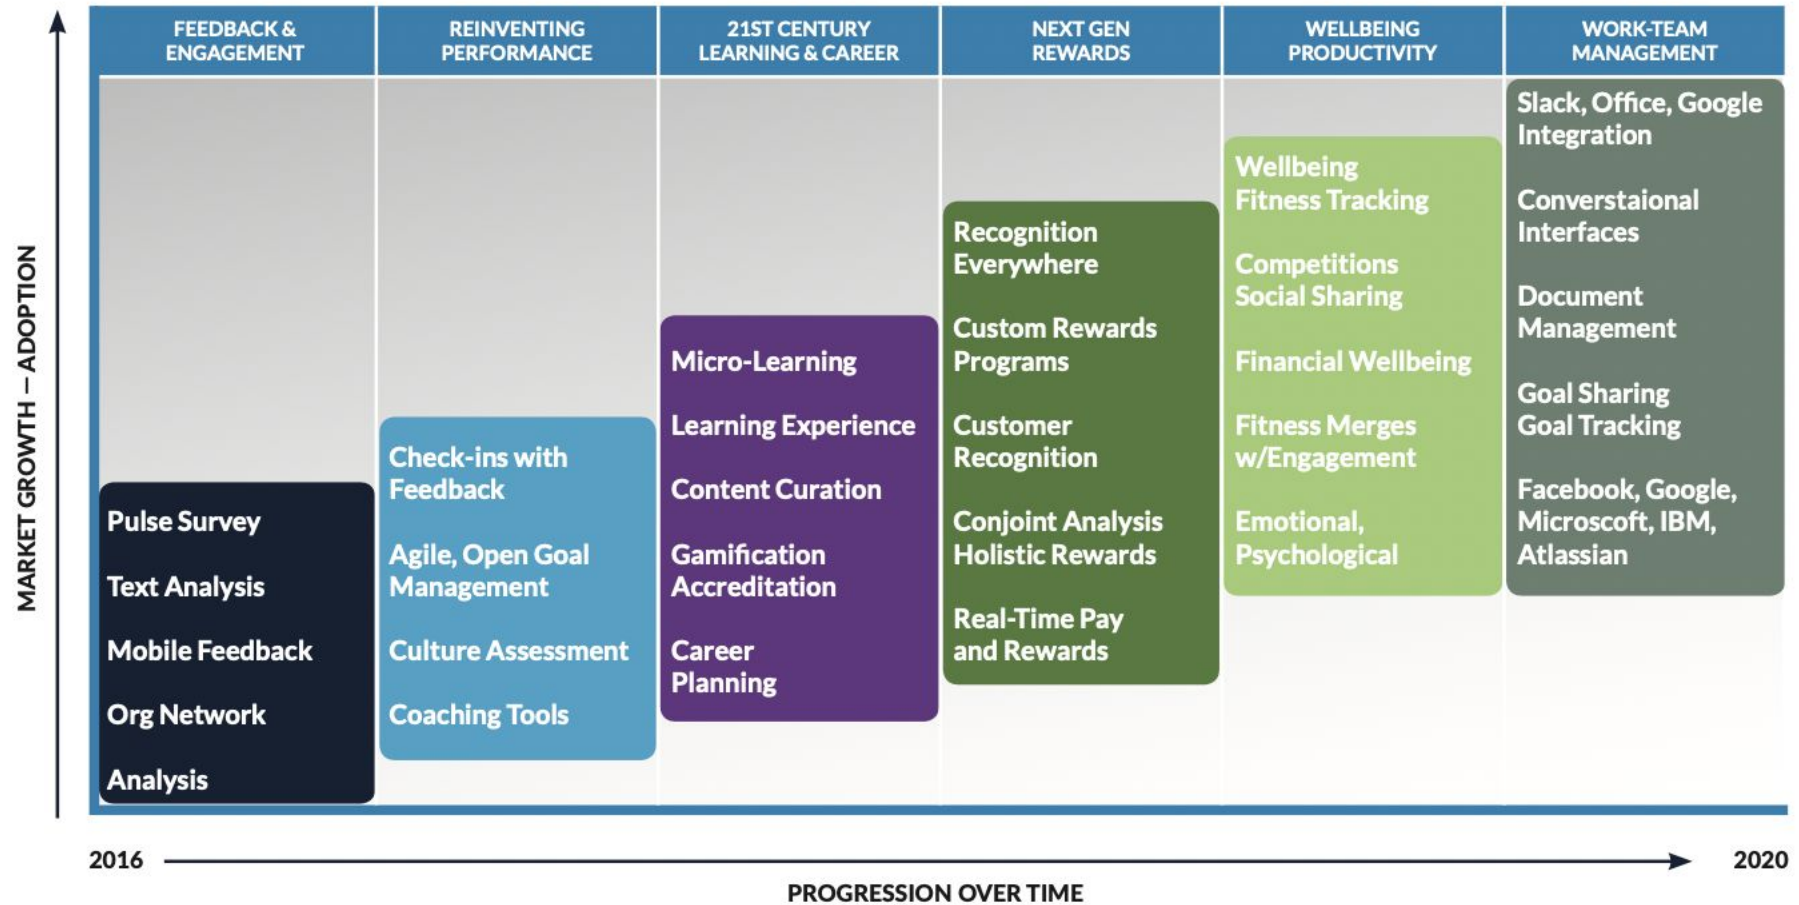 FEEDBACK &
ENGAGEMENT
REINVENTING
PERFORMANCE
21ST CENTURY
LEARNING & CAREER
NEXT GEN
REWARDS
WELLBEING
PRODUCTIVITY
WORK-TEAM
MANAGEMENT
MARKET GROWTH — ADOPTION
Pulse Survey
Text Analysis
Mobile Feedback
Org Network
Analysis
Check-ins with
Feedback
Agile, Open Goal
Management
Culture Assessment
Coaching Tools
Micro-Learning
Learning Experience
Content Curation
Gamification
Accreditation
Career
Planning
Recognition
Everywhere
Custom Rewards
Programs
Customer
Recognition
Conjoint Analysis
Holistic Rewards
Real-Time Pay
and Rewards
Wellbeing
Fitness Tracking
Competitions
Social Sharing
Financial Wellbeing
Fitness Merges
w/Engagement
Emotional,
Psychological
Slack, Office, Google
Integration
Converstaional
Interfaces
Document
Management
Goal Sharing
Goal Tracking
Facebook, Google,
Microscoft, IBM,
Atlassian
2016
2020
PROGRESSION OVER TIME